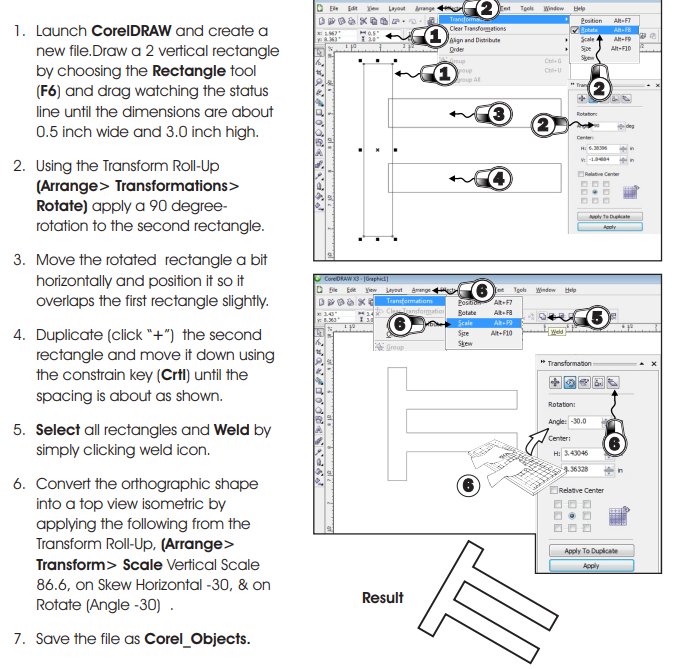 1. Launch CorelDRAW and create a
new file.Draw a 2 vertical rectangle
by choosing the Rectangle tool
(F6) and drag watching the status
line until the dimensions are about
0.5 inch wide and 3.0 inch high.
2. Using the Transform Roll-Up
(Arrange> Transformations>
Rotate) apply a 90 degree-
rotation to the second rectangle.
3. Move the rotated rectangle a bit
horizontally and position it so it
overlaps the first rectangle slightly.
4. Duplicate (click “+”) the second
rectangle and move it down using
the constrain key (Crtl) until the
spacing is about as shown.
5. Select all rectangles and Weld by
simply clicking weld icon.
6. Convert the orthographic shape
into a top view isometric by
applying the following from the
Transform Roll-Up, (Arrange>
Transform> Scale Vertical Scale
86.6, on Skew Horizontal -30, & on
Rotate (Angle -30) .
7. Save the file as Corel_Objects.
File Edit View Layout Arrange 2 Text Tools Window Help
Clear Transformations
Align and Distribute
Order
Group Ctrl+G
Ctrl+U
Position Alt+F7
Rotate Alt+F8
Scale Alt+F9
Size Alt+F10
Skew
x: 1.967"
y: 8.363"
0.5"
3.0"
1
1
2
3
2
4
Rotation:
90 deg
Center:
H: 6.38386 in
V: -1.84884 in
Relative Center
Apply To Duplicate
Apply
CorelDRAW X3 - [Graphic1]
File Edit View Layout Arrange 6 Text Tools Window Help
Transformations
Clear Transformation
Group
Position Alt+F7
Rotate Alt+F8
Scale Alt+F9
Size Alt+F10
Skew
x: 3.43"
y: 8.363"
6
5
Weld
Transformation
Rotation:
Angle: -30.0
6
Center:
H: 3.43046
8.36328 in
6
Relative Center
Apply To Duplicate
Apply
Result